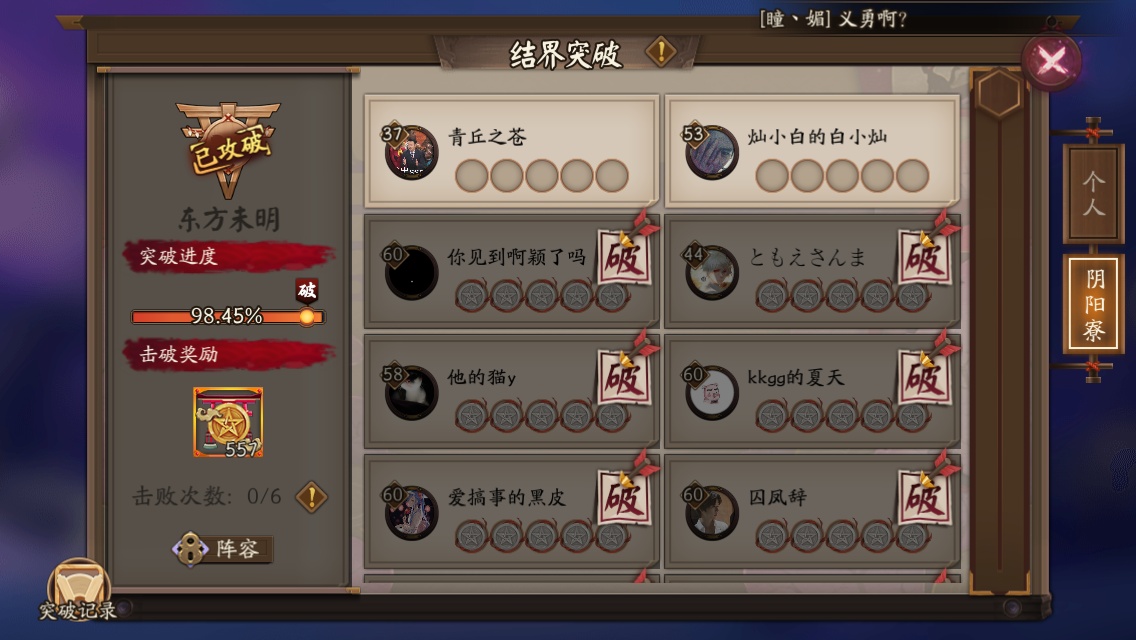 [瞳、媚] 义勇啊?
结界突破
已攻破
东方未明
突破进度
破
98.45%
击破奖励
557
击败次数: 0/6
阵容
突破记录
37 青丘之苍
53 灿小白的白小灿
60 你见到啊颖了吗 破
44 ともえさんま 破
58 他的猫y 破
60 kkgg的夏天 破
60 爱搞事的黑皮 破
60 囚凤辞 破
个人
阴阳寮